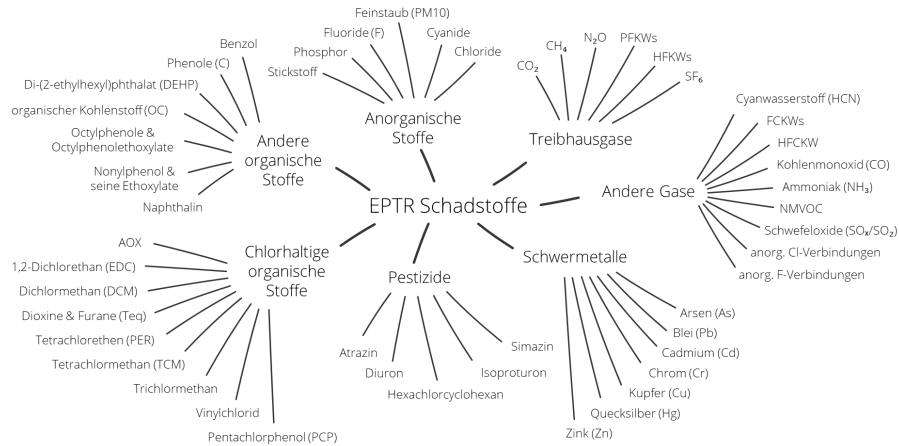 EPTR Schadstoffe
Anorganische
Stoffe
Stickstoff
Phosphor
Fluoride (F)
Feinstaub (PM10)
Cyanide
Chloride
Treibhausgase
CO₂
CH₄
N₂O
PFKWs
HFKWs
SF₆
Andere Gase
Cyanwasserstoff (HCN)
FCKWs
HFCKW
Kohlenmonoxid (CO)
Ammoniak (NH₃)
NMVOC
Schwefeloxide (SOₓ/SO₂)
anorg. Cl-Verbindungen
anorg. F-Verbindungen
Schwermetalle
Arsen (As)
Blei (Pb)
Cadmium (Cd)
Chrom (Cr)
Kupfer (Cu)
Quecksilber (Hg)
Zink (Zn)
Pestizide
Simazin
Isoproturon
Hexachlorcyclohexan
Diuron
Atrazin
Chlorhaltige
organische
Stoffe
AOX
1,2-Dichlorethan (EDC)
Dichlormethan (DCM)
Dioxine & Furane (Teq)
Tetrachlorethen (PER)
Tetrachlormethan (TCM)
Trichlormethan
Vinylchlorid
Pentachlorphenol (PCP)
Andere
organische
Stoffe
Benzol
Phenole (C)
Di-(2-ethylhexyl)phthalat (DEHP)
organischer Kohlenstoff (OC)
Octylphenole &
Octylphenolethoxylate
Nonylphenol &
seine Ethoxylate
Naphthalin